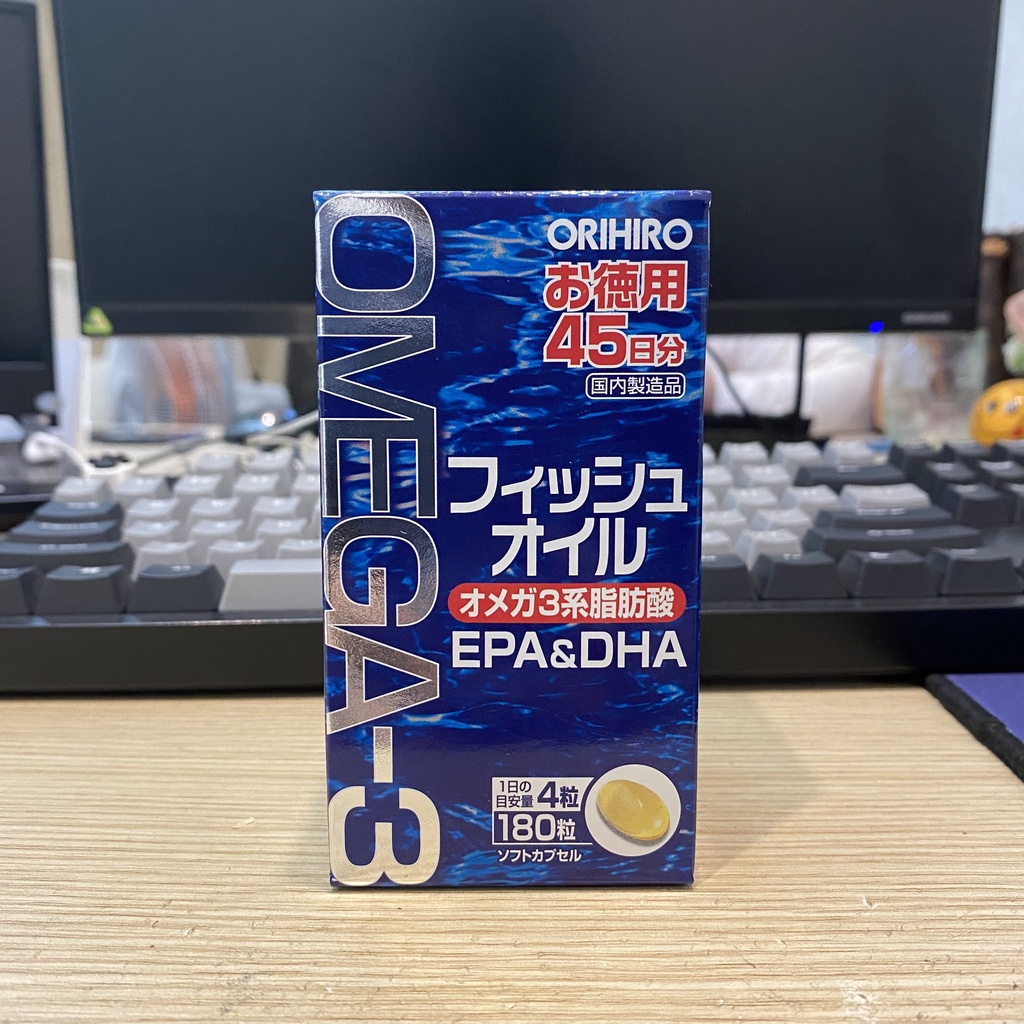 OMEGA-3
ORIHIRO
お徳用
45日分
国内製造品
フィッシュ
オイル
オメガ3系脂肪酸
EPA&DHA
1日の
目安量 4粒
180粒
ソフトカプセル